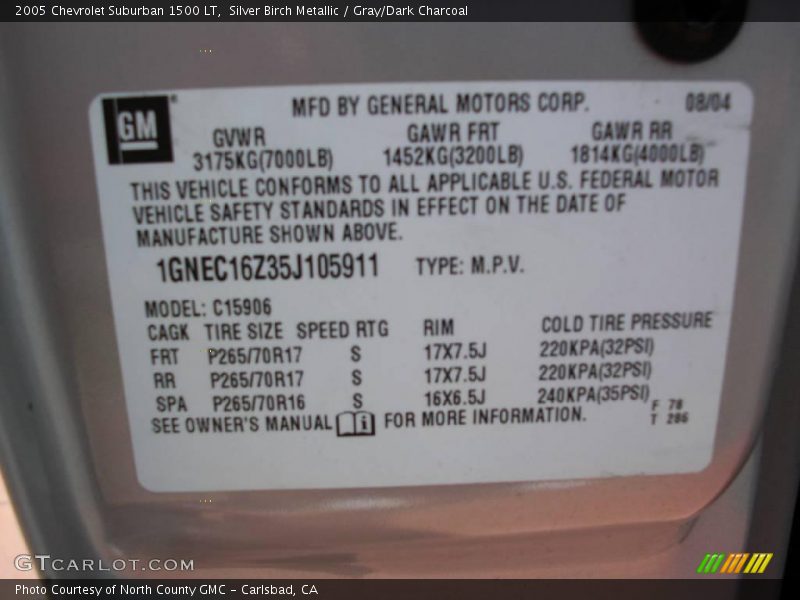 2005 Chevrolet Suburban 1500 LT, Silver Birch Metallic / Gray/Dark Charcoal
GM
MFD BY GENERAL MOTORS CORP. 08/04
GVWR GAWR FRT GAWR RR
3175KG(7000LB) 1452KG(3200LB) 1814KG(4000LB)
THIS VEHICLE CONFORMS TO ALL APPLICABLE U.S. FEDERAL MOTOR
VEHICLE SAFETY STANDARDS IN EFFECT ON THE DATE OF
MANUFACTURE SHOWN ABOVE.
1GNEC16Z35J105911 TYPE: M.P.V.
MODEL: C15906
CAGK TIRE SIZE SPEED RTG RIM COLD TIRE PRESSURE
FRT P265/70R17 S 17X7.5J 220KPA(32PSI)
RR P265/70R17 S 17X7.5J 220KPA(32PSI)
SPA P265/70R16 S 16X6.5J 240KPA(35PSI)
SEE OWNER'S MANUAL i FOR MORE INFORMATION.
F 78
T 286
GTCARLOT.COM
Photo Courtesy of North County GMC - Carlsbad, CA